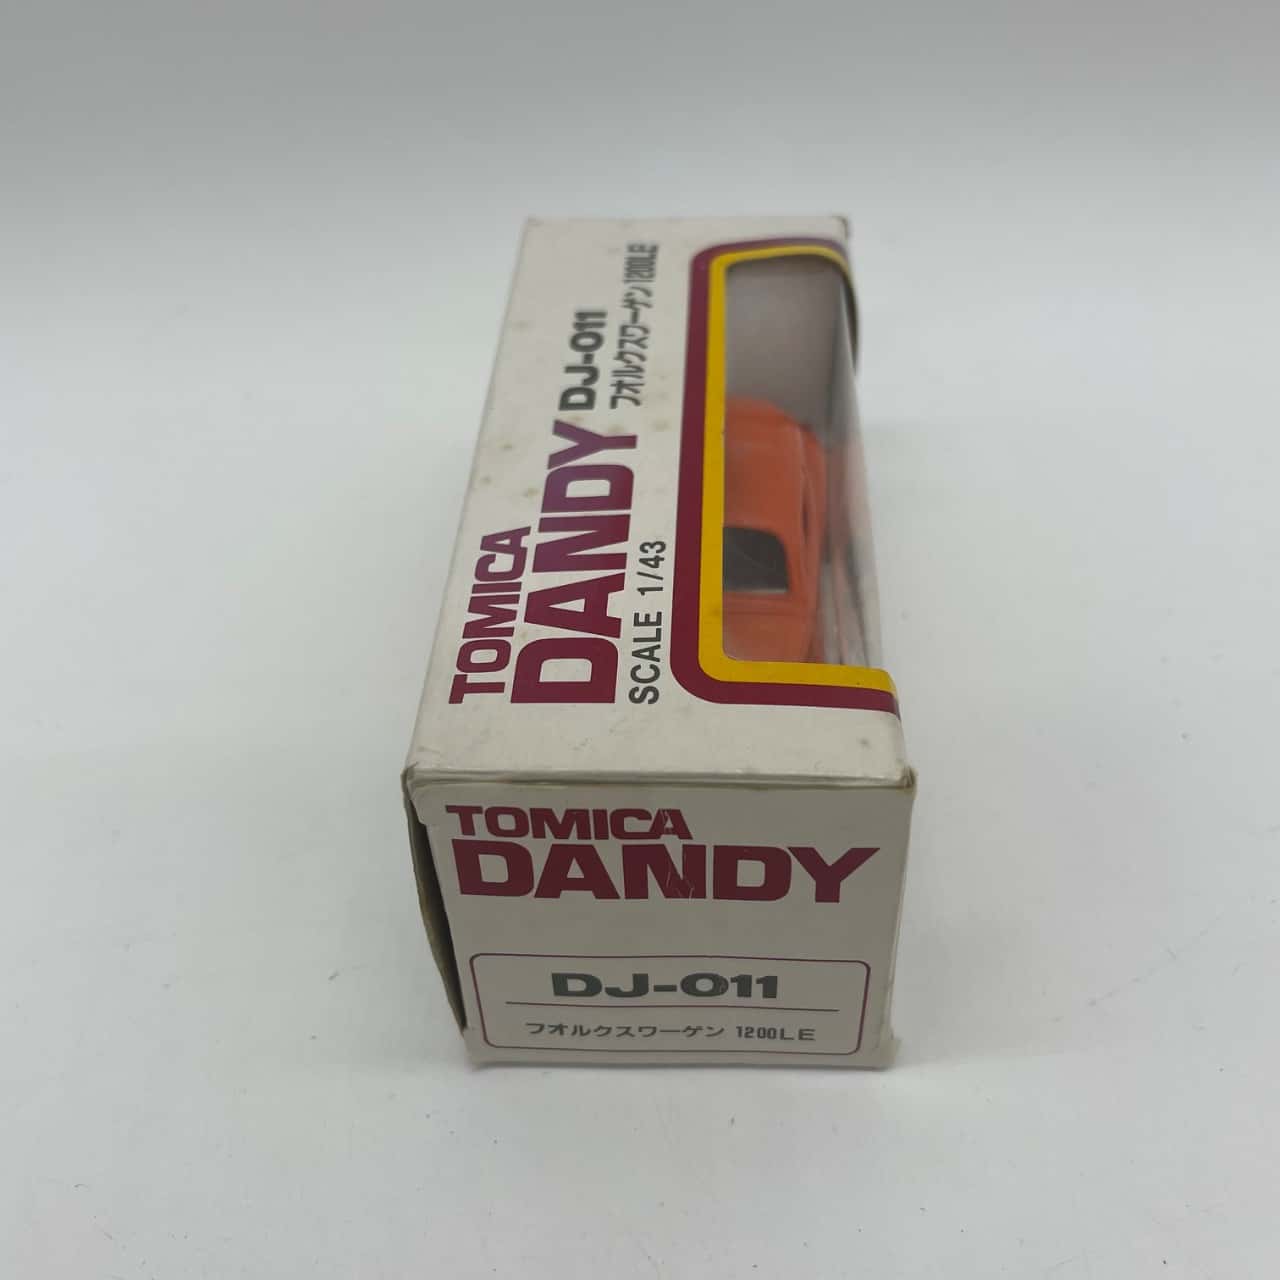 TOMICA
DANDY DJ-011
フオルクスワーゲン 1200LE
SCALE 1/43
TOMICA
DANDY
DJ-011
フオルクスワーゲン 1200LE